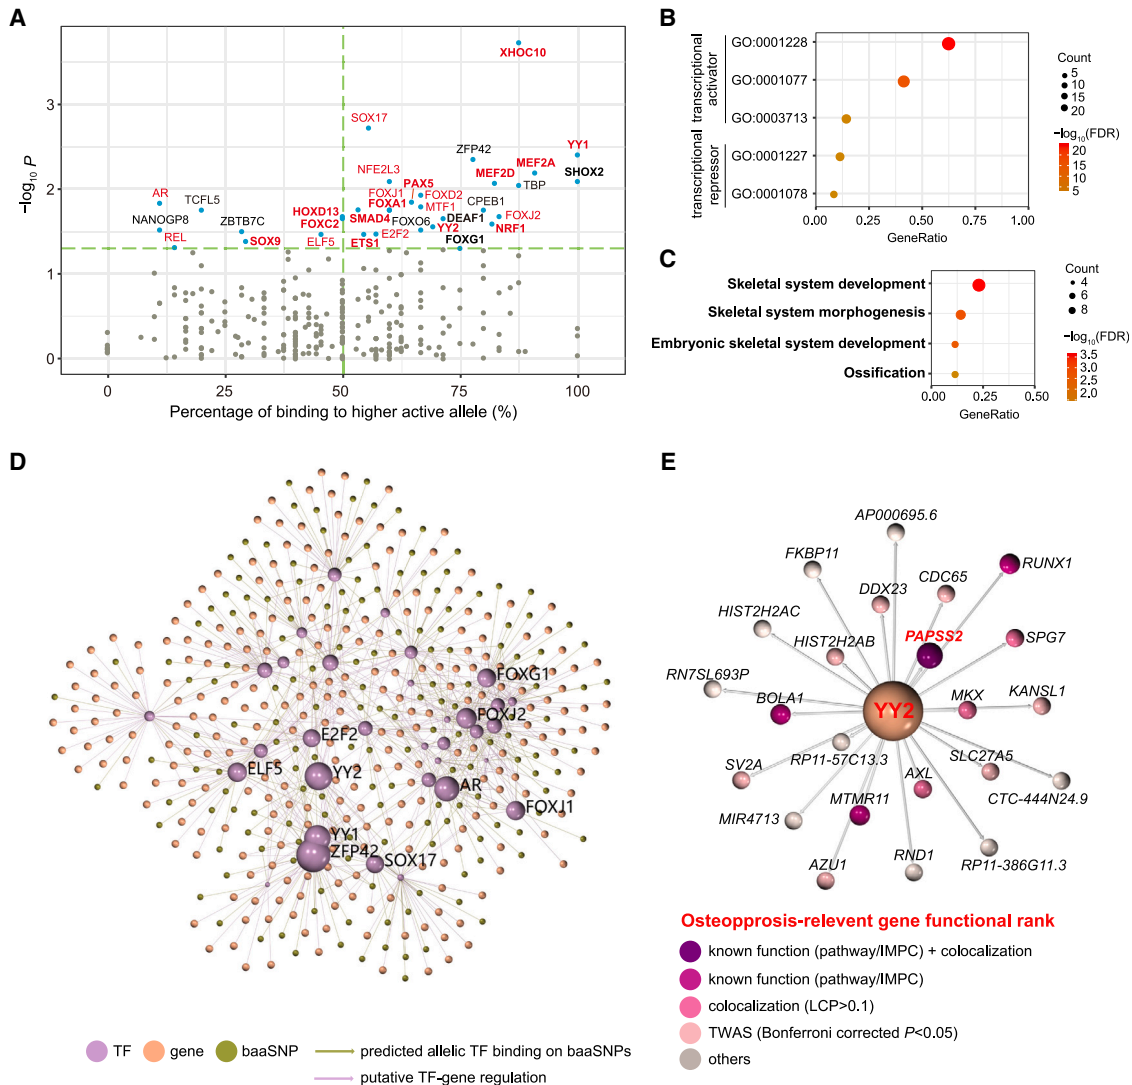 A
XHOC10
3
SOX17
ZFP42
YY1
NFE2L3
MEF2A
MEF2D
SHOX2
2
PAX5
TBP
AR
TCFL5
FOXJ1
FOXD2
FOXA1
MTF1
CPEB1
NANOGP8
ZBTB7C
HOXD13
SMAD4
FOXO6
DEAF1
FOXJ2
FOXC2
REL
SOX9
ELF5
ETS1
E2F2
YY2
NRF1
FOXG1
1
0
−log10 P
0
25
50
75
100
Percentage of binding to higher active allele (%)
B
transcriptional
activator
GO:0001228
GO:0001077
GO:0003713
transcriptional
repressor
GO:0001227
GO:0001078
0.00
0.25
0.50
0.75
1.00
GeneRatio
Count
5
10
15
20
−log10(FDR)
20
15
10
5
C
Skeletal system development
Skeletal system morphogenesis
Embryonic skeletal system development
Ossification
0.00
0.25
0.50
GeneRatio
Count
4
6
8
−log10(FDR)
3.5
3.0
2.5
2.0
D
FOXG1
FOXJ2
E2F2
ELF5
YY2
AR
FOXJ1
YY1
ZFP42
SOX17
TF
gene
baaSNP
predicted allelic TF binding on baaSNPs
putative TF-gene regulation
E
AP000695.6
FKBP11
RUNX1
DDX23
CDC65
HIST2H2AC
HIST2H2AB
PAPSS2
SPG7
RN7SL693P
BOLA1
YY2
MKX
KANSL1
SV2A
RP11-57C13.3
SLC27A5
AXL
CTC-444N24.9
MIR4713
MTMR11
AZU1
RND1
RP11-386G11.3
Osteopprosis-relevent gene functional rank
known function (pathway/IMPC) + colocalization
known function (pathway/IMPC)
colocalization (LCP>0.1)
TWAS (Bonferroni corrected P<0.05)
others